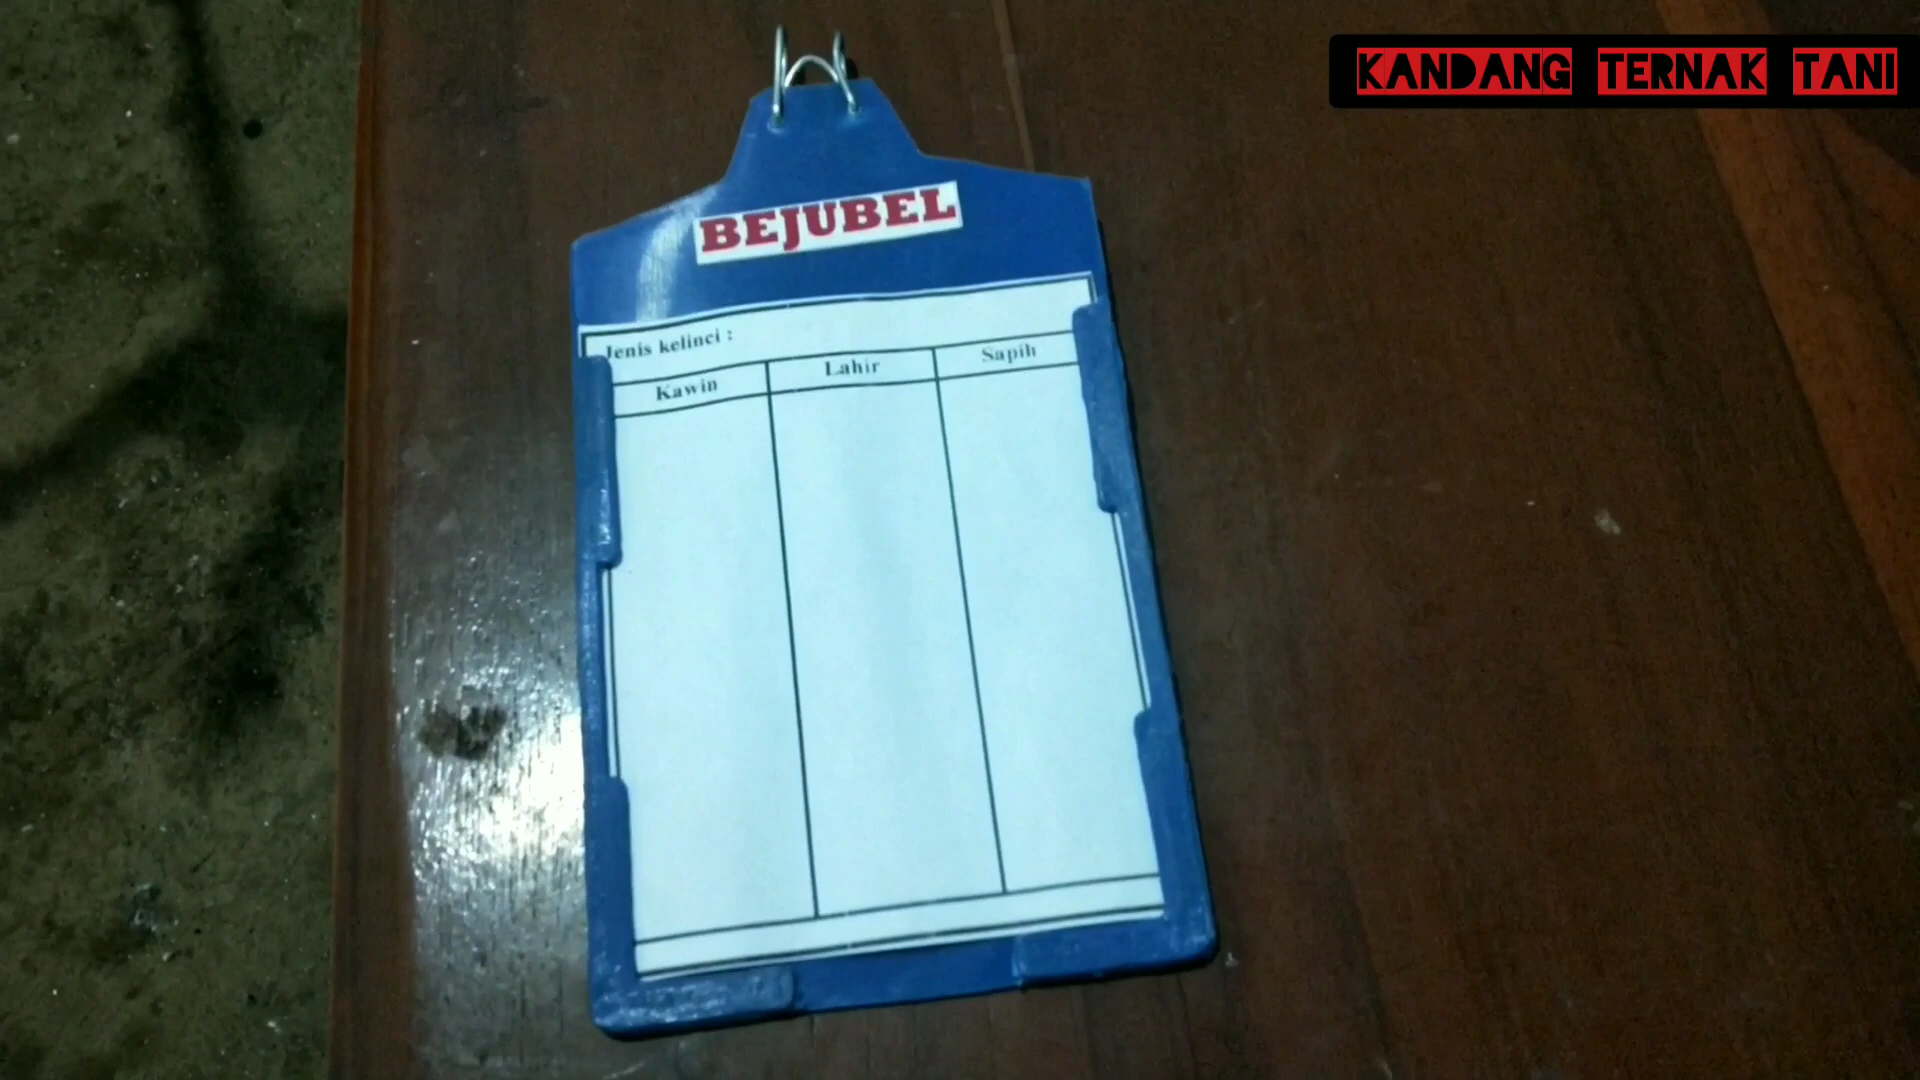 KANDANG TERNAK TANI
BEJUBEL
Jenis kelinci :
Kawin
Lahir
Sapih